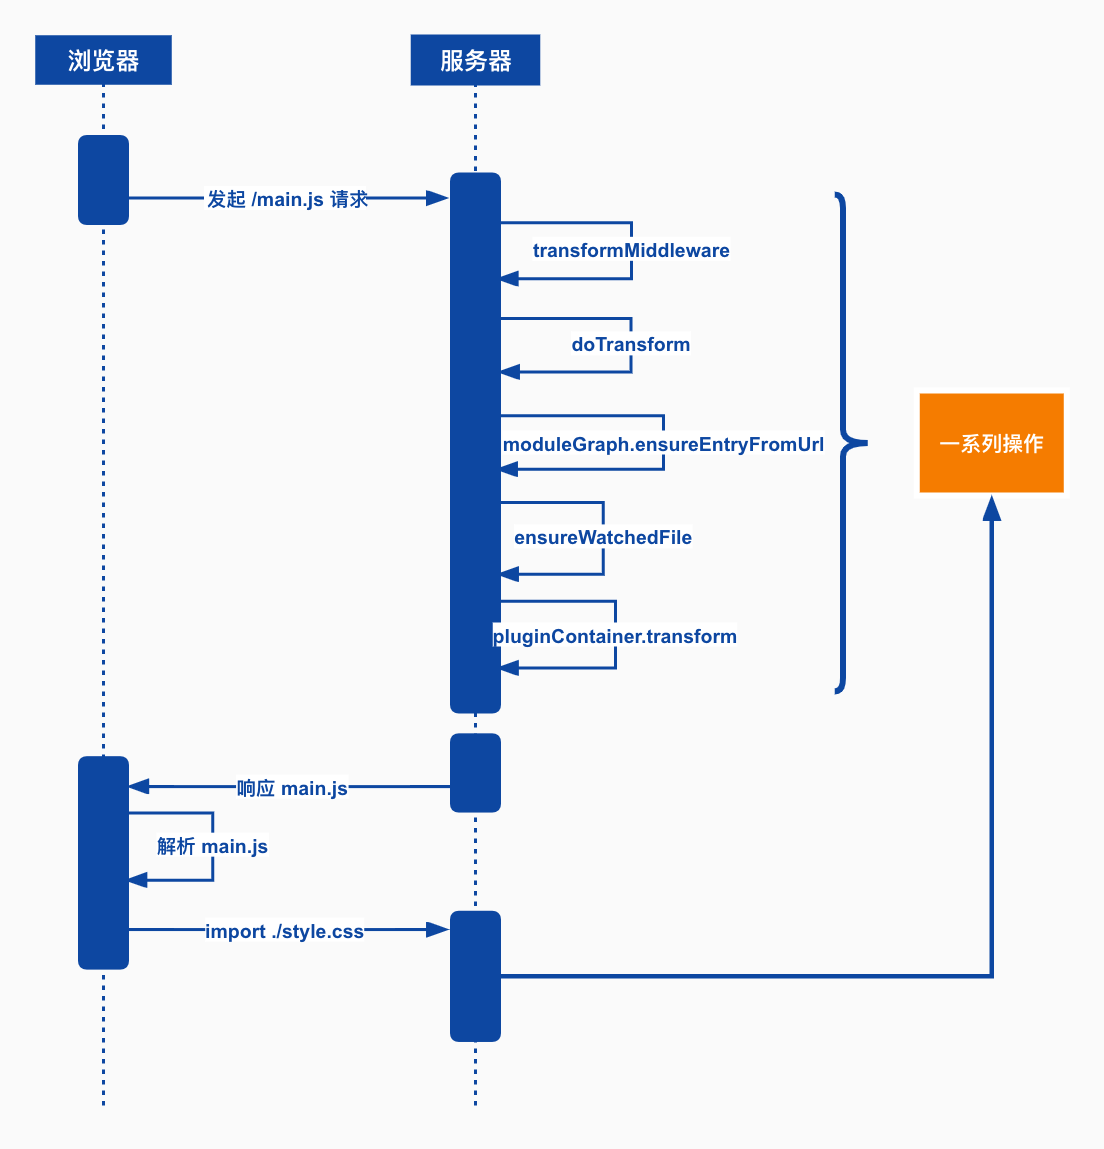 浏览器
服务器
发起 /main.js 请求
transformMiddleware
doTransform
moduleGraph.ensureEntryFromUrl
一系列操作
ensureWatchedFile
pluginContainer.transform
响应 main.js
解析 main.js
import ./style.css